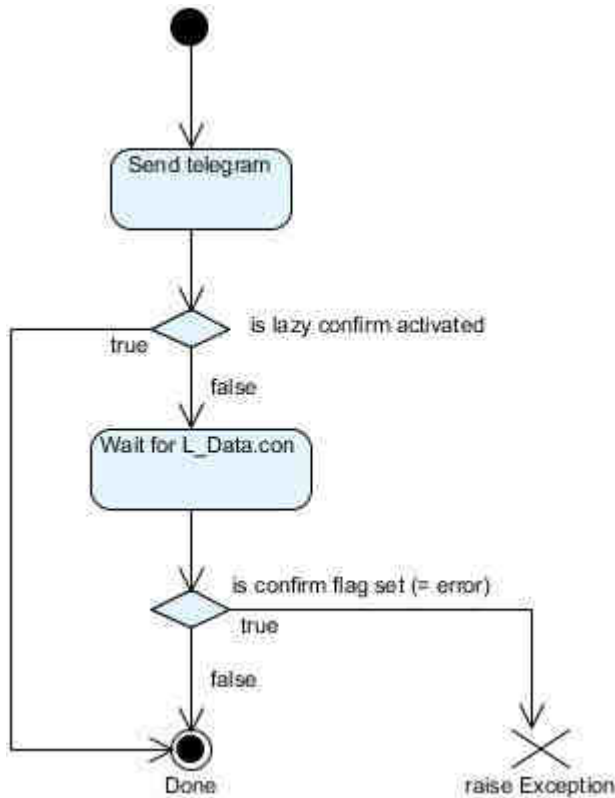 Send telegram
is lazy confirm activated
true
false
Wait for L_Data.con
is confirm flag set (= error)
true
false
Done
raise Exception